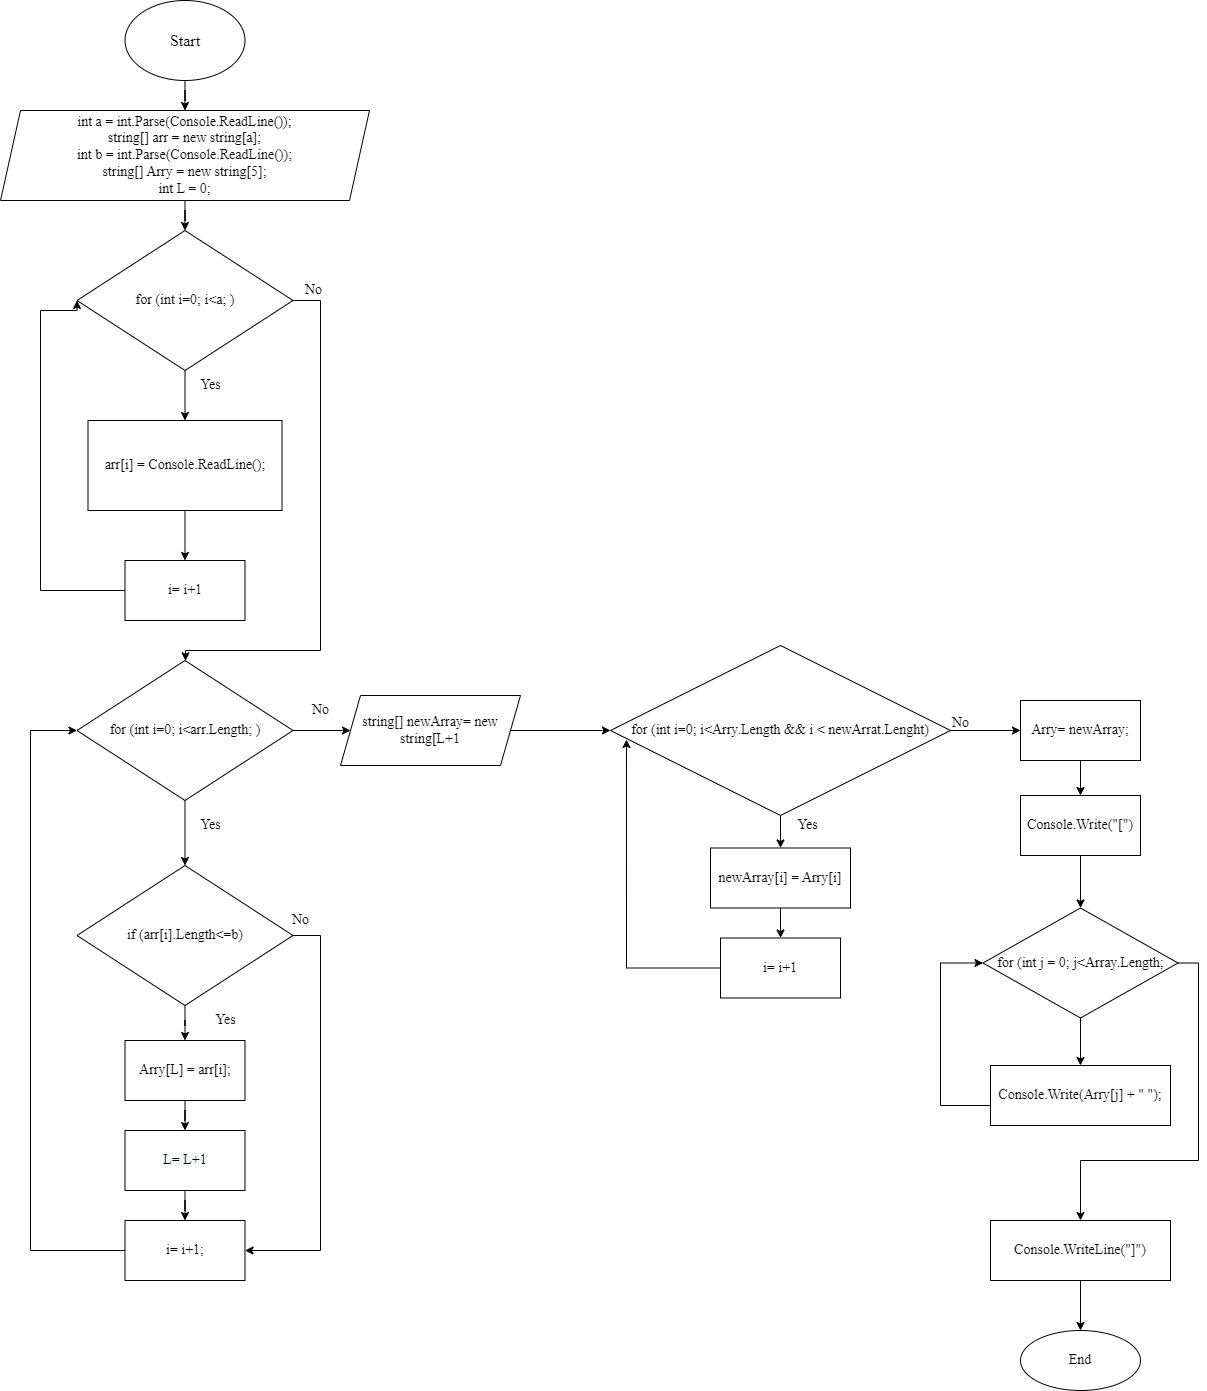 Start
int a = int.Parse(Console.ReadLine());
string[] arr = new string[a];
int b = int.Parse(Console.ReadLine());
string[] Arry = new string[5];
int L = 0;
for (int i=0; i<a; )
No
Yes
arr[i] = Console.ReadLine();
i= i+1
for (int i=0; i<arr.Length; )
No
Yes
if (arr[i].Length<=b)
No
Yes
Arry[L] = arr[i];
L= L+1
i= i+1;
string[] newArray= new
string[L+1
for (int i=0; i<Arry.Length && i < newArrat.Lenght)
No
Yes
newArray[i] = Arry[i]
i= i+1
Arry= newArray;
Console.Write("[")
for (int j = 0; j<Array.Length;
Console.Write(Arry[j] + " ");
Console.WriteLine("]")
End